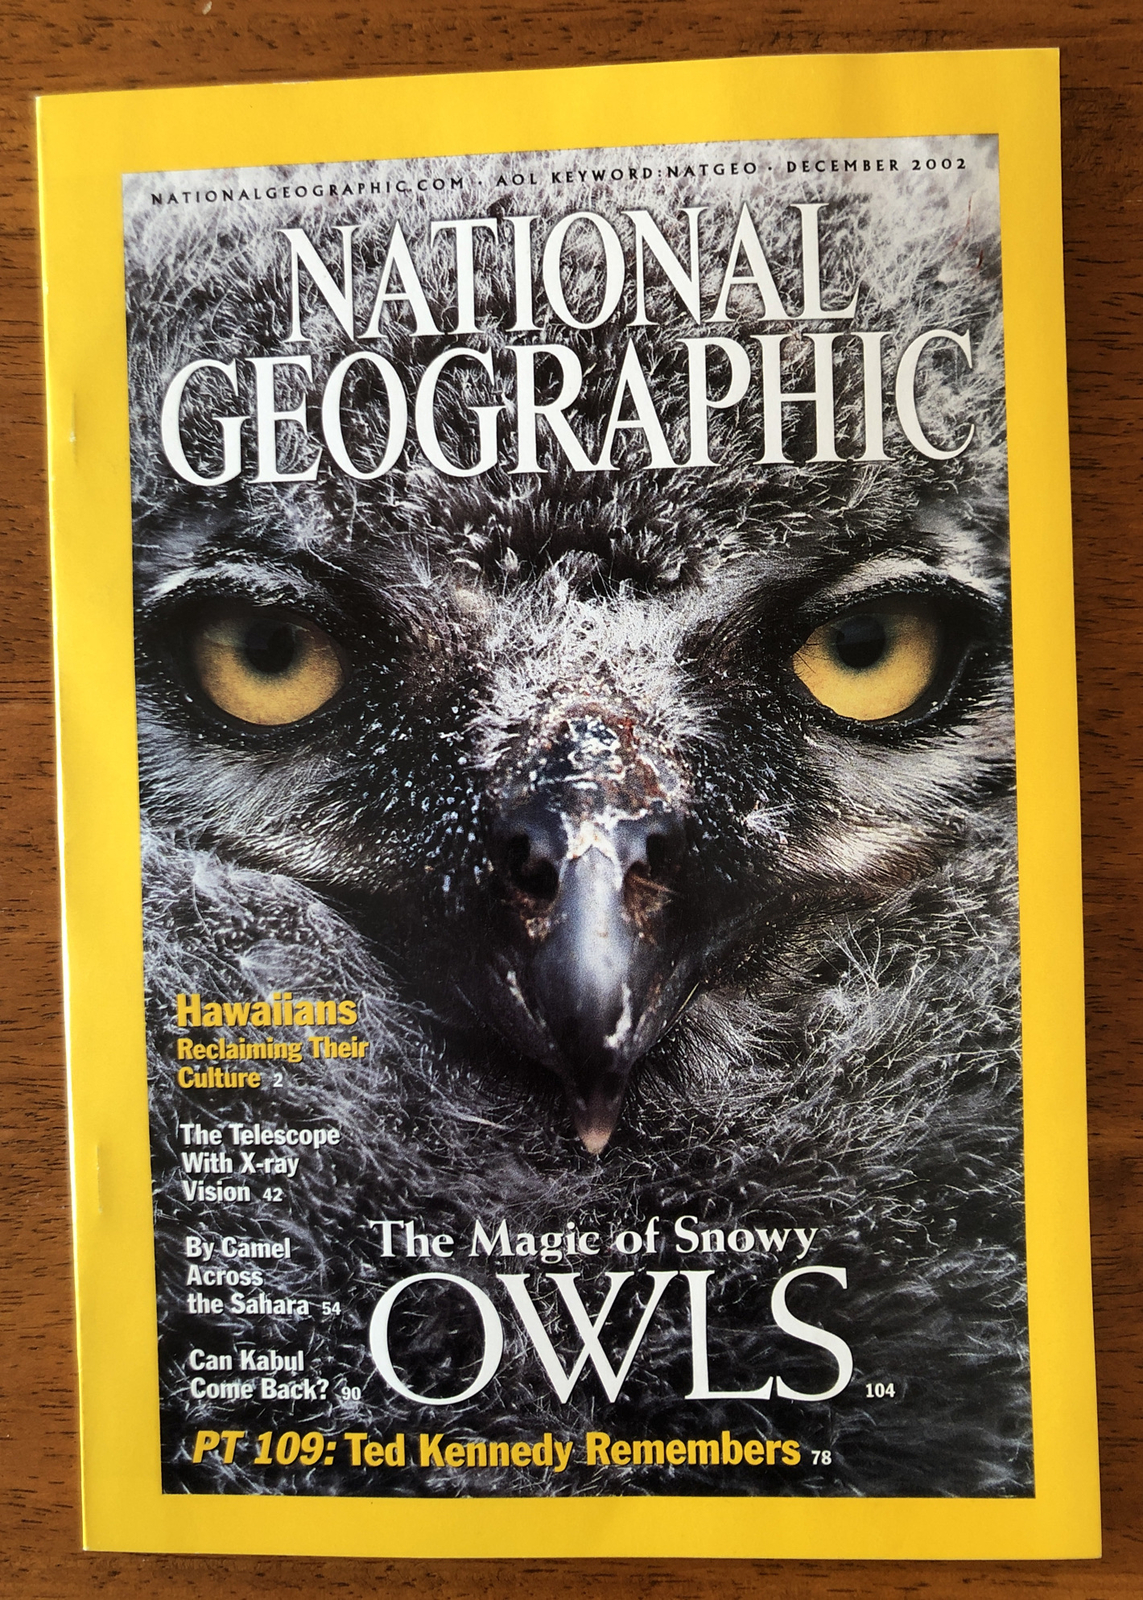 NATIONALGEOGRAPHIC.COM · AOL KEYWORD:NATGEO · DECEMBER 2002
NATIONAL
GEOGRAPHIC
Hawaiians
Reclaiming Their
Culture 2
The Telescope
With X-ray
Vision 42
By Camel
Across
the Sahara 54
Can Kabul
Come Back? 90
The Magic of Snowy
OWLS 104
PT 109: Ted Kennedy Remembers 78